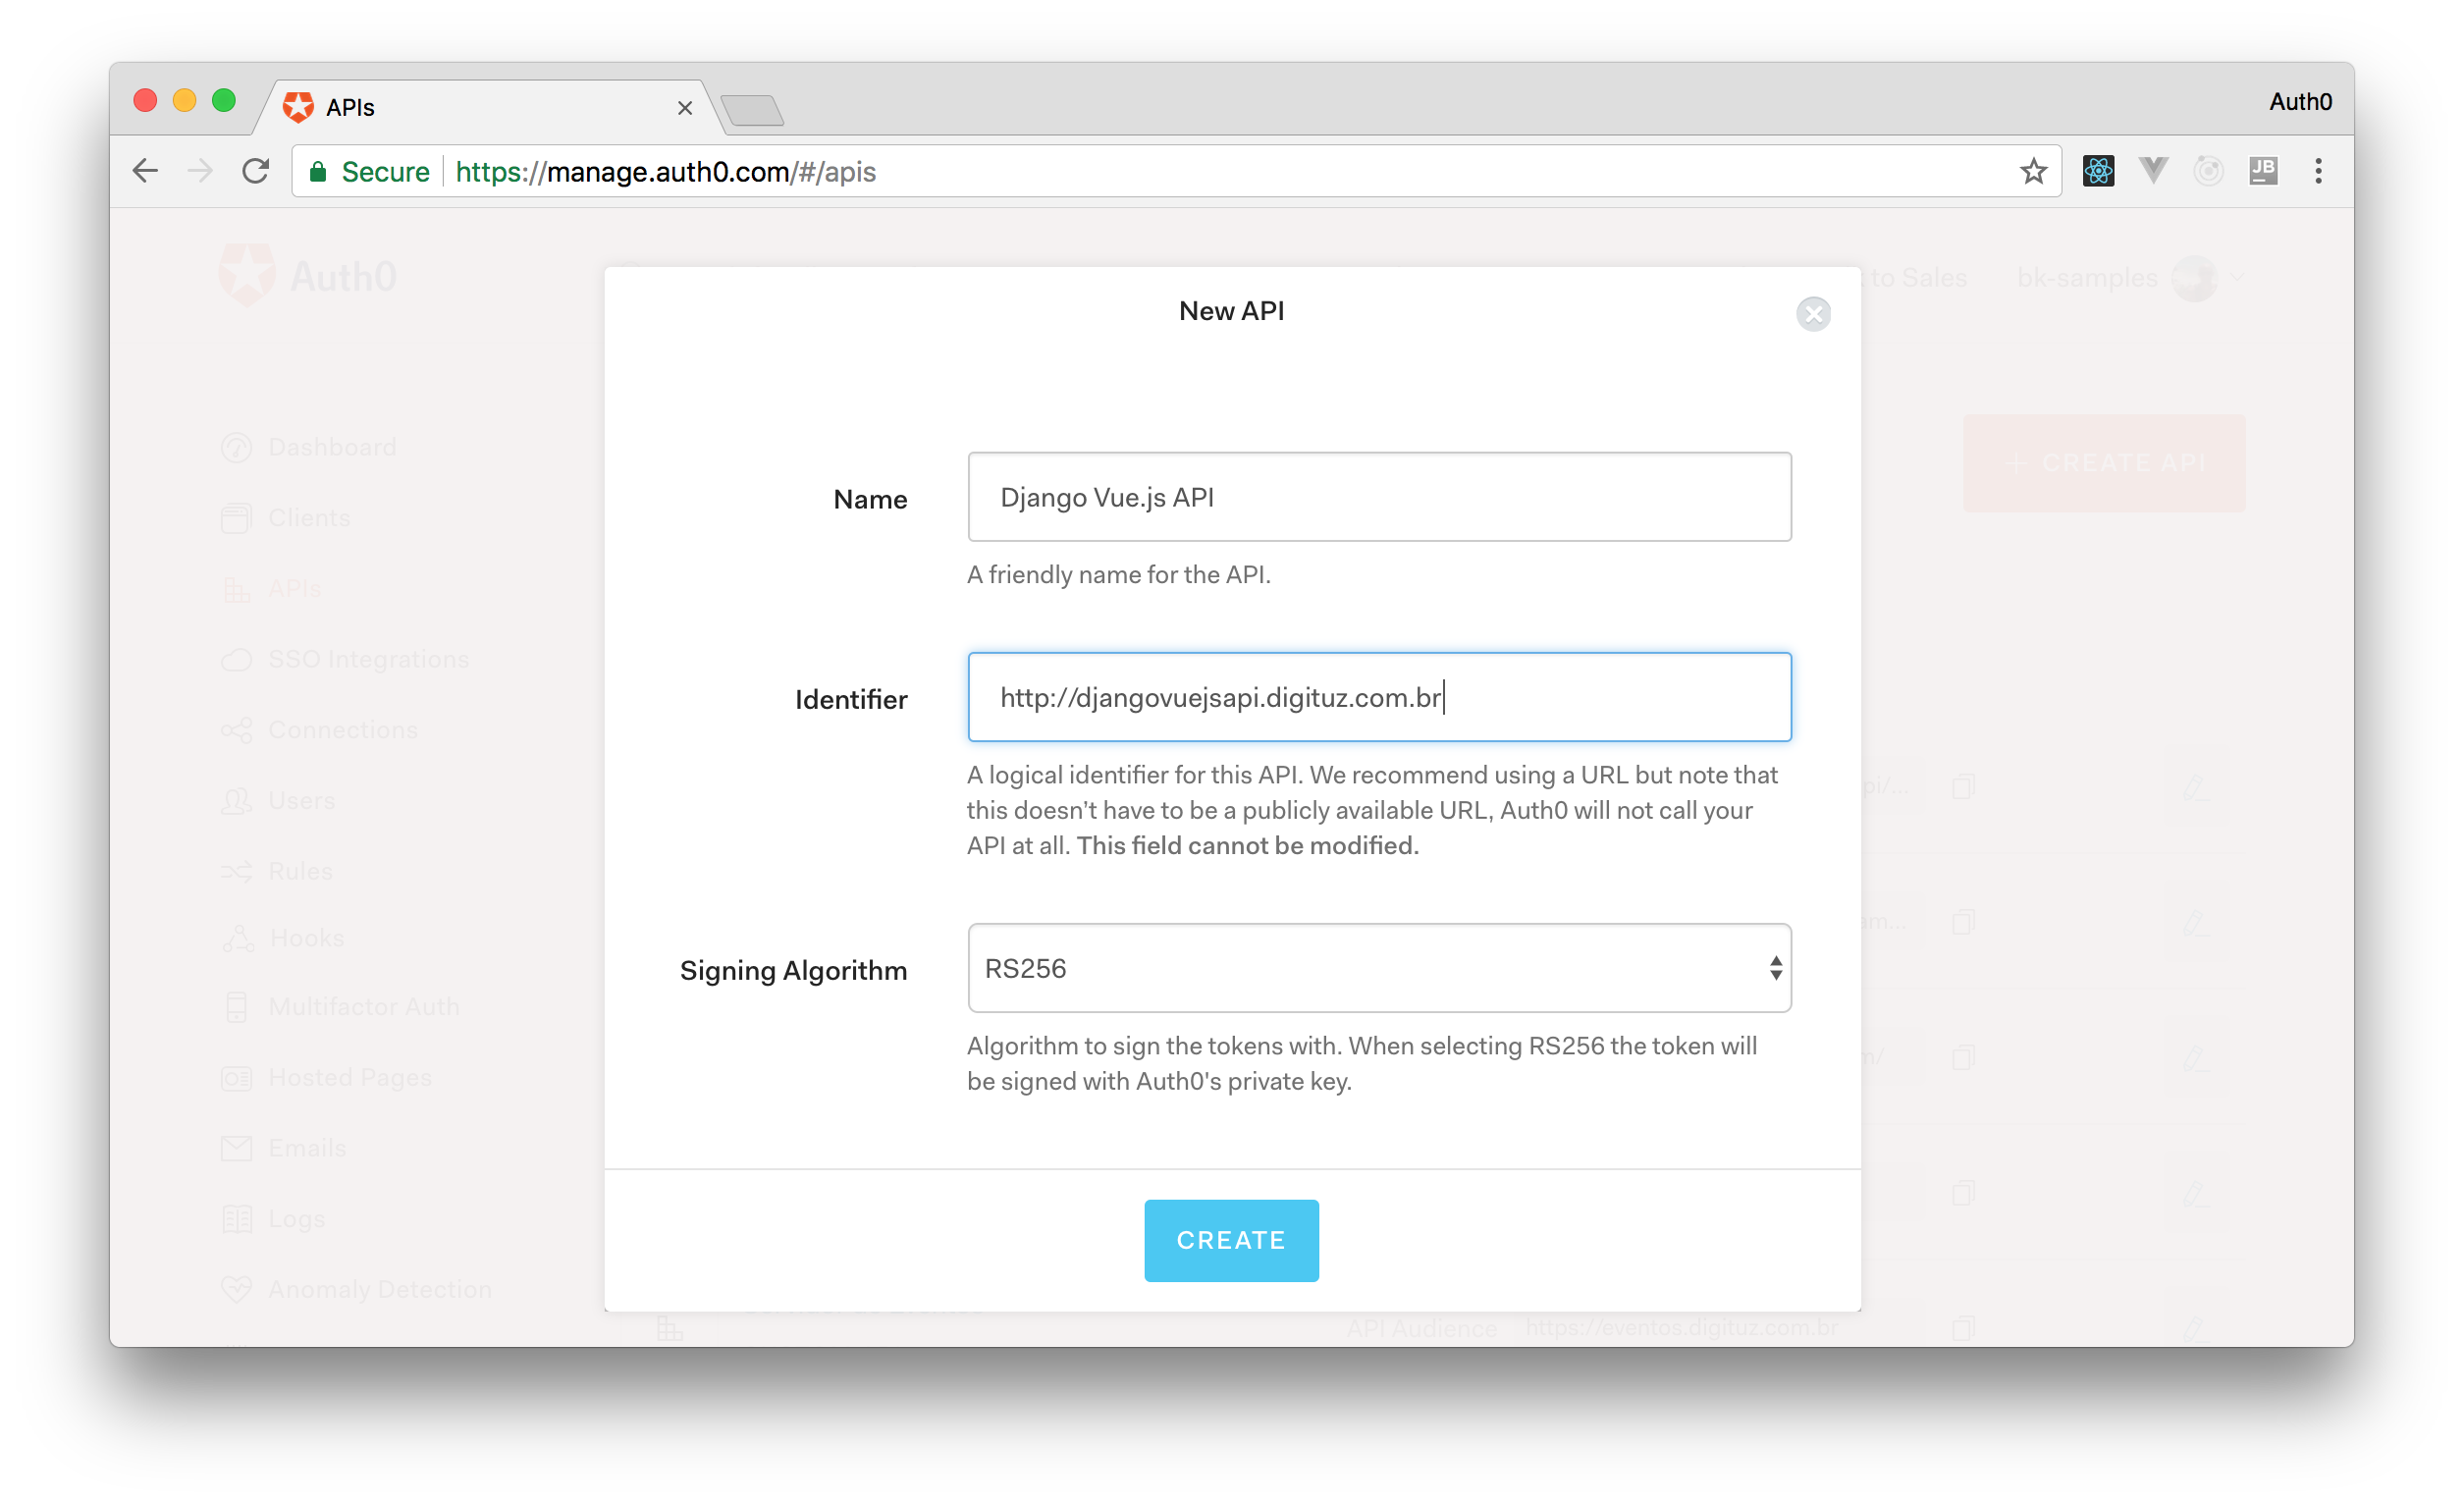 APIs
Auth0
Secure
https://manage.auth0.com/#/apis
JB
Auth0
to Sales
bk-samples
New API
Dashboard
Clients
APIs
SSO Integrations
Connections
Users
Rules
Hooks
Multifactor Auth
Hosted Pages
Emails
Logs
Anomaly Detection
+ CREATE API
Name
Django Vue.js API
A friendly name for the API.
Identifier
http://djangovuejsapi.digituz.com.br
A logical identifier for this API. We recommend using a URL but note that
this doesn't have to be a publicly available URL, Auth0 will not call your
API at all. This field cannot be modified.
Signing Algorithm
RS256
Algorithm to sign the tokens with. When selecting RS256 the token will
be signed with Auth0's private key.
CREATE
API Audience
https://eventos.digituz.com.br